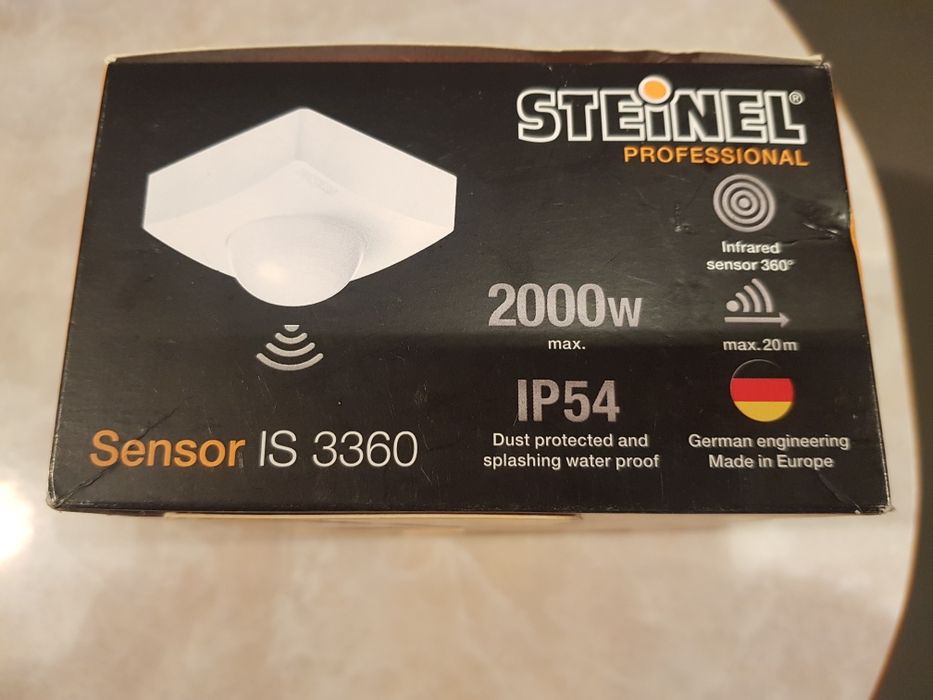 STEINEL®
PROFESSIONAL
Infrared
sensor 360°
2000W
max.
max. 20m
IP54
Dust protected and
splashing water proof
German engineering
Made in Europe
Sensor IS 3360